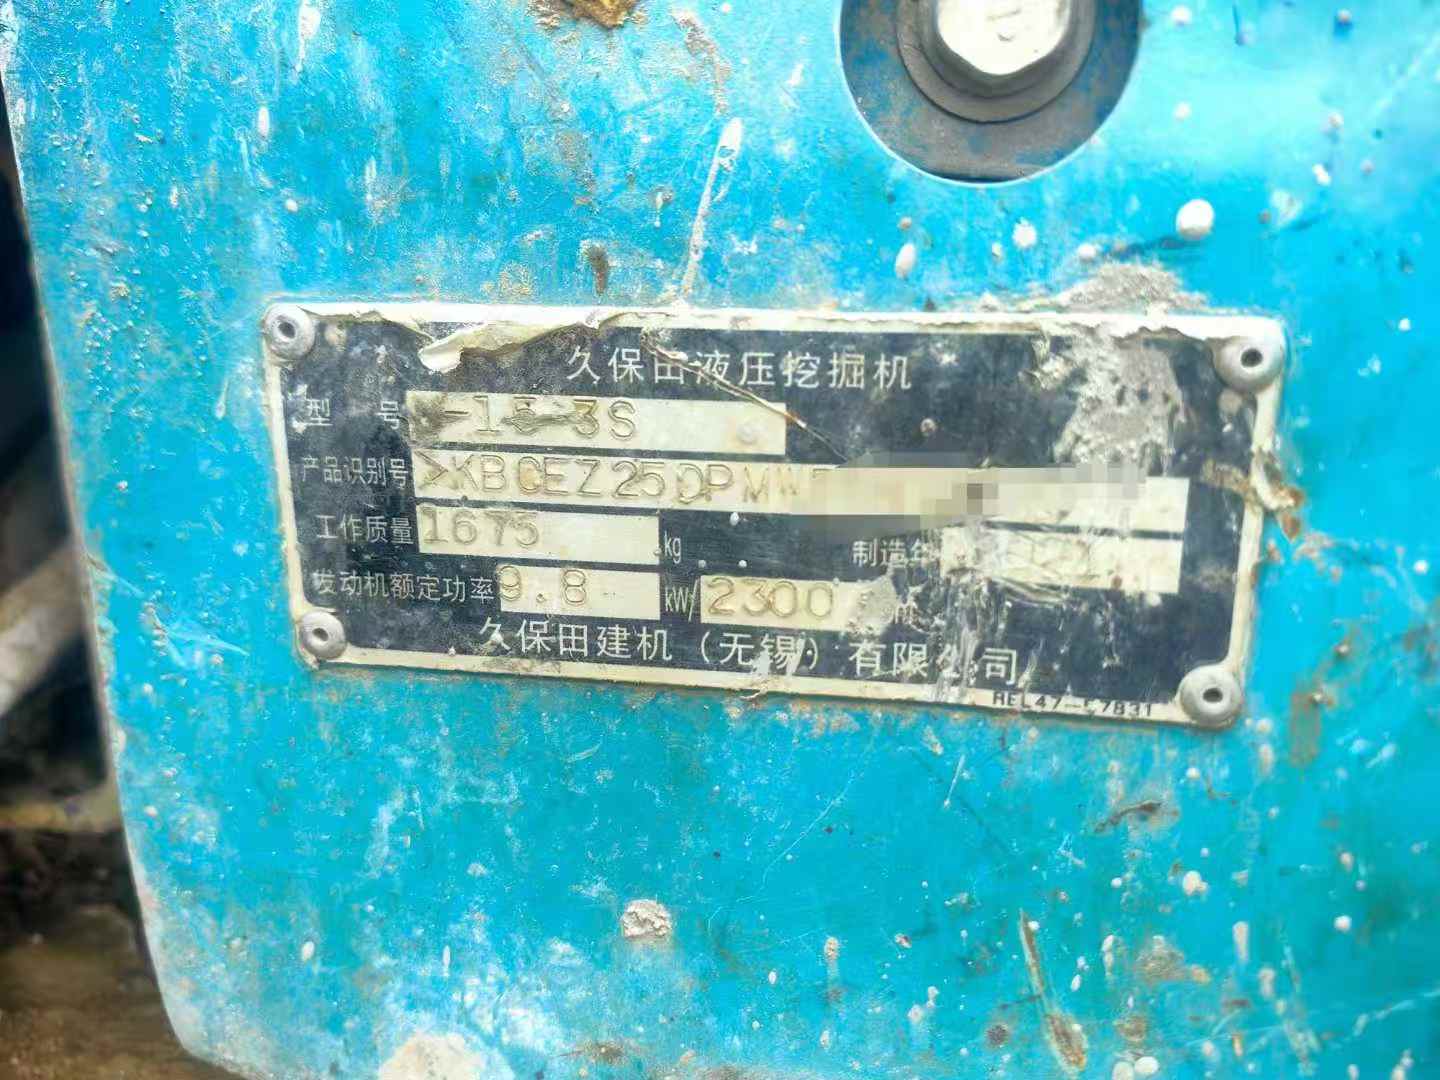 久保田液压挖掘机
型 号 -15-3S
产品识别号 >KBCEZ25DPMW
工作质量 1675 kg 制造年
发动机额定功率 9.8 kW/ 2300
久保田建机(无锡)有限公司